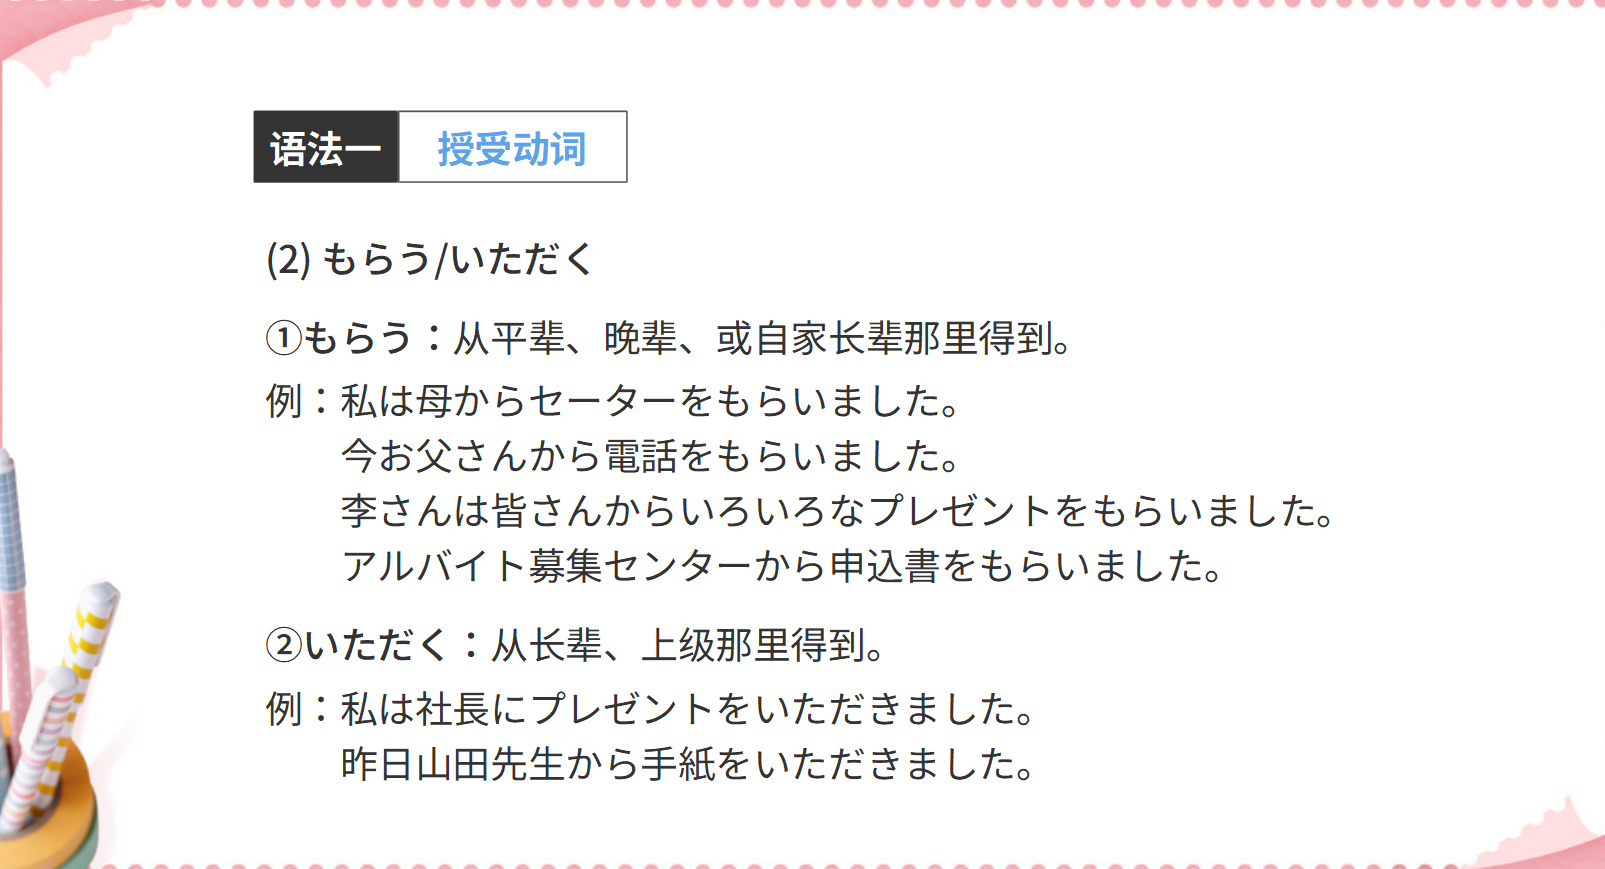 语法一 授受动词
(2) もらう/いただく
①もらう：从平辈、晚辈、或自家长辈那里得到。
例：私は母からセーターをもらいました。
今お父さんから電話をもらいました。
李さんは皆さんからいろいろなプレゼントをもらいました。
アルバイト募集センターから申込書をもらいました。
②いただく：从长辈、上级那里得到。
例：私は社長にプレゼントをいただきました。
昨日山田先生から手紙をいただきました。